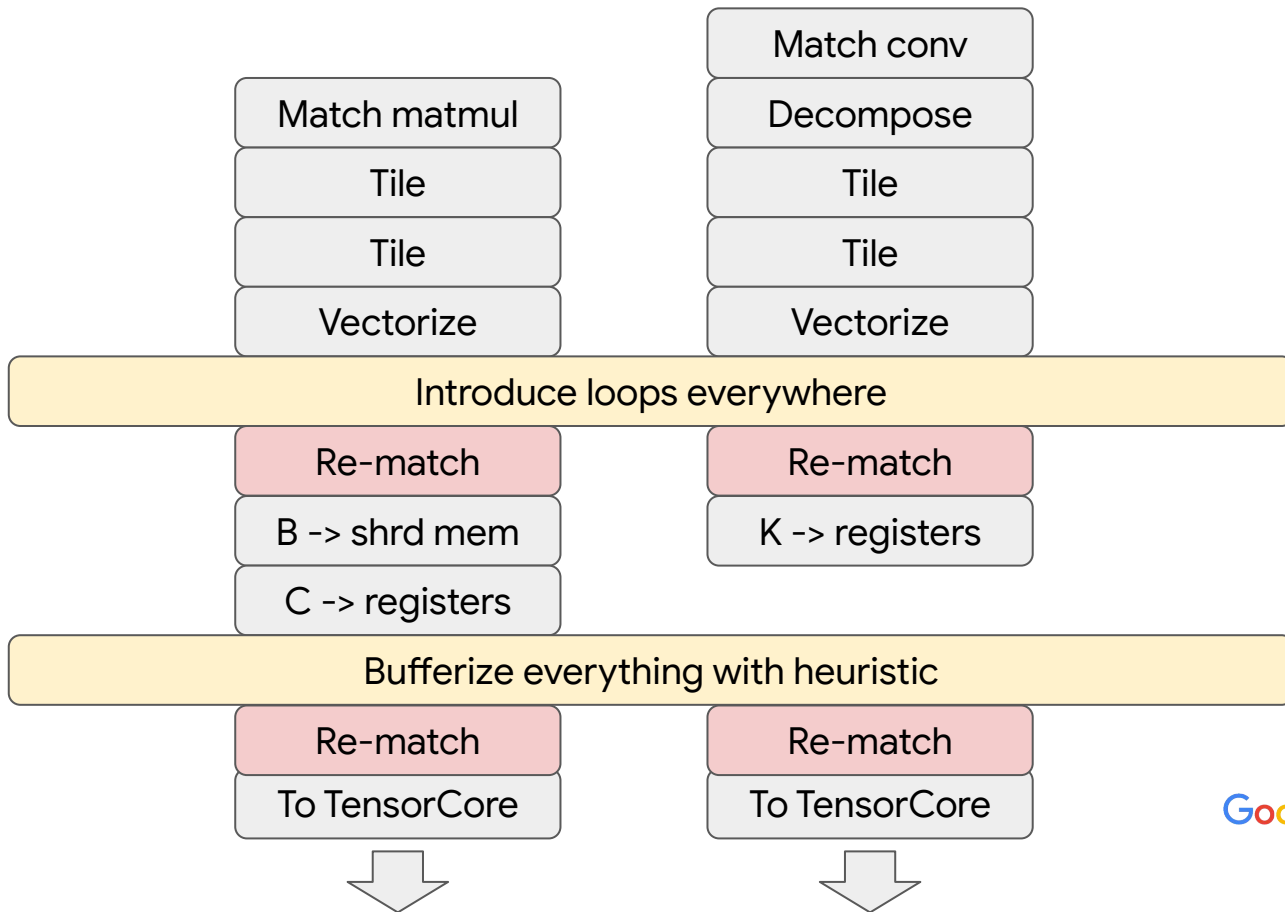 Match conv
Match matmul
Decompose
Tile
Tile
Tile
Tile
Vectorize
Vectorize
Introduce loops everywhere
Re-match
Re-match
B -> shrd mem
K -> registers
C -> registers
Bufferize everything with heuristic
Re-match
Re-match
To TensorCore
To TensorCore